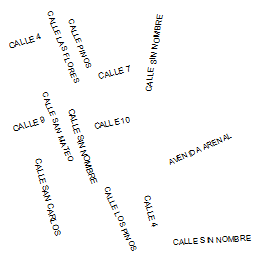 CALLE 4
CALLE LAS FLORES
CALLE PINOS
CALLE 7
CALLE SIN NOMBRE
CALLE 9
CALLE SAN MATEO
CALLE SIN NOMBRE
CALLE 10
AVENIDA ARENAL
CALLE SAN CARLOS
CALLE LOS PINOS
CALLE 4
CALLE SIN NOMBRE